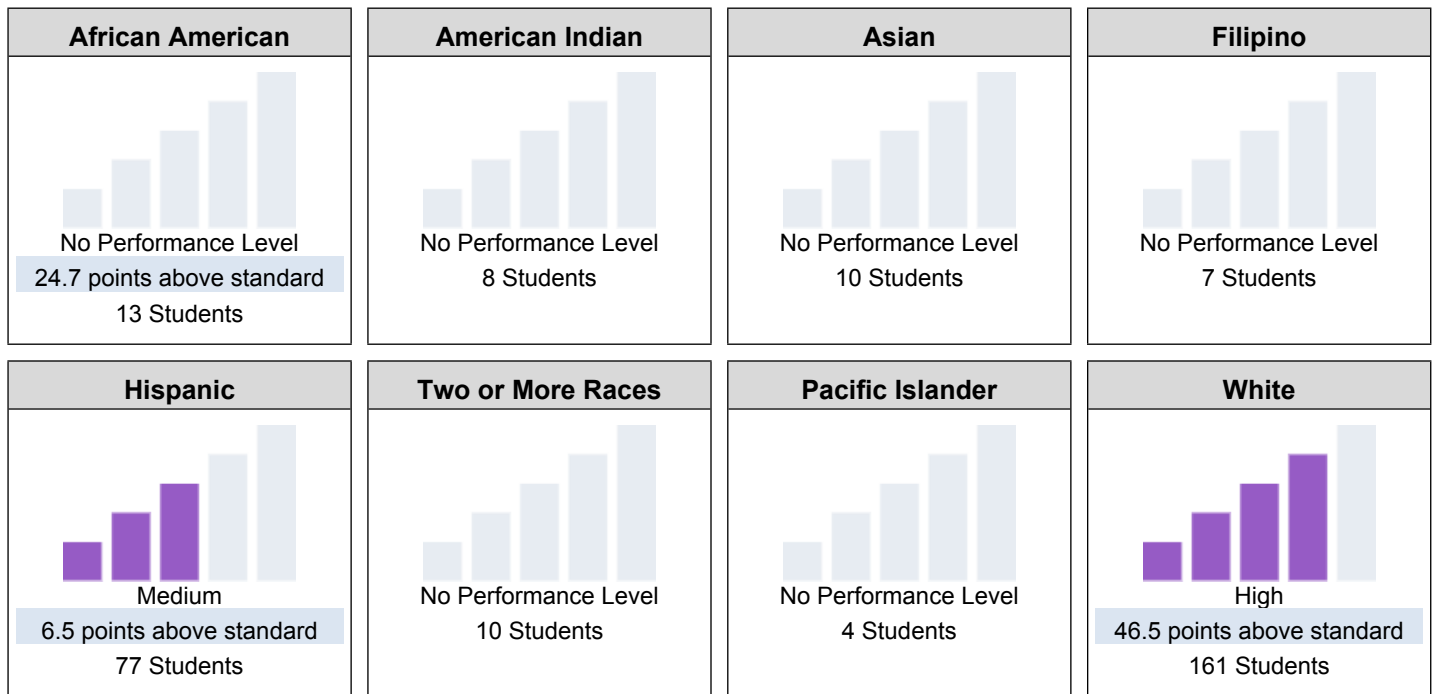 African American
No Performance Level
24.7 points above standard
13 Students
American Indian
No Performance Level
8 Students
Asian
No Performance Level
10 Students
Filipino
No Performance Level
7 Students
Hispanic
Medium
6.5 points above standard
77 Students
Two or More Races
No Performance Level
10 Students
Pacific Islander
No Performance Level
4 Students
White
High
46.5 points above standard
161 Students